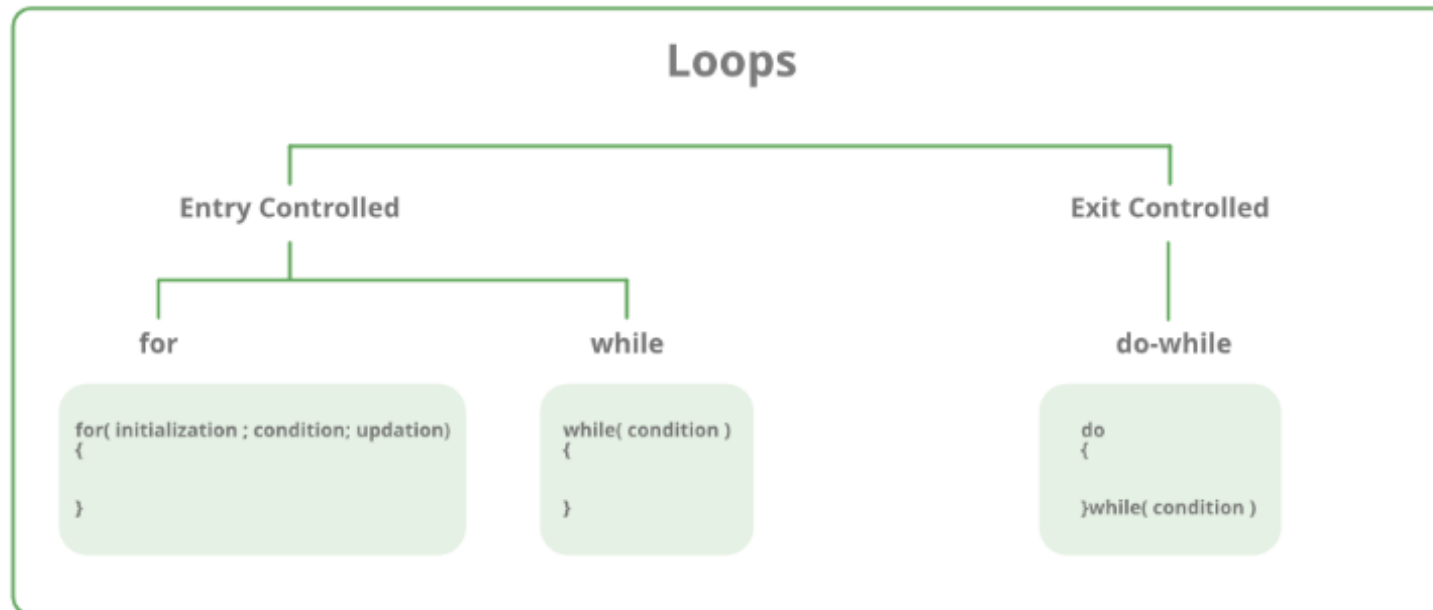 Loops
Entry Controlled
Exit Controlled
for
while
do-while
for( initialization ; condition; updation)
{
}
while( condition )
{
}
do
{
}while( condition )